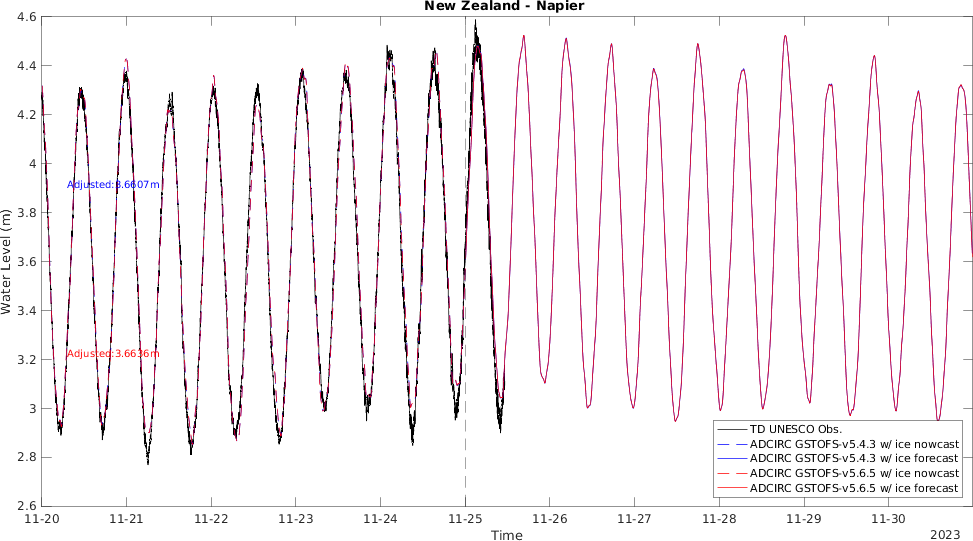 New Zealand - Napier
4.6
4.4
4.2
4
3.8
3.6
3.4
3.2
3
2.8
2.6
Water Level (m)
Adjusted:3.6607m
Adjusted:3.6636m
TD UNESCO Obs.
ADCIRC GSTOFS-v5.4.3 w/ ice nowcast
ADCIRC GSTOFS-v5.4.3 w/ ice forecast
ADCIRC GSTOFS-v5.6.5 w/ ice nowcast
ADCIRC GSTOFS-v5.6.5 w/ ice forecast
11-20 11-21 11-22 11-23 11-24 11-25 11-26 11-27 11-28 11-29 11-30
Time
2023